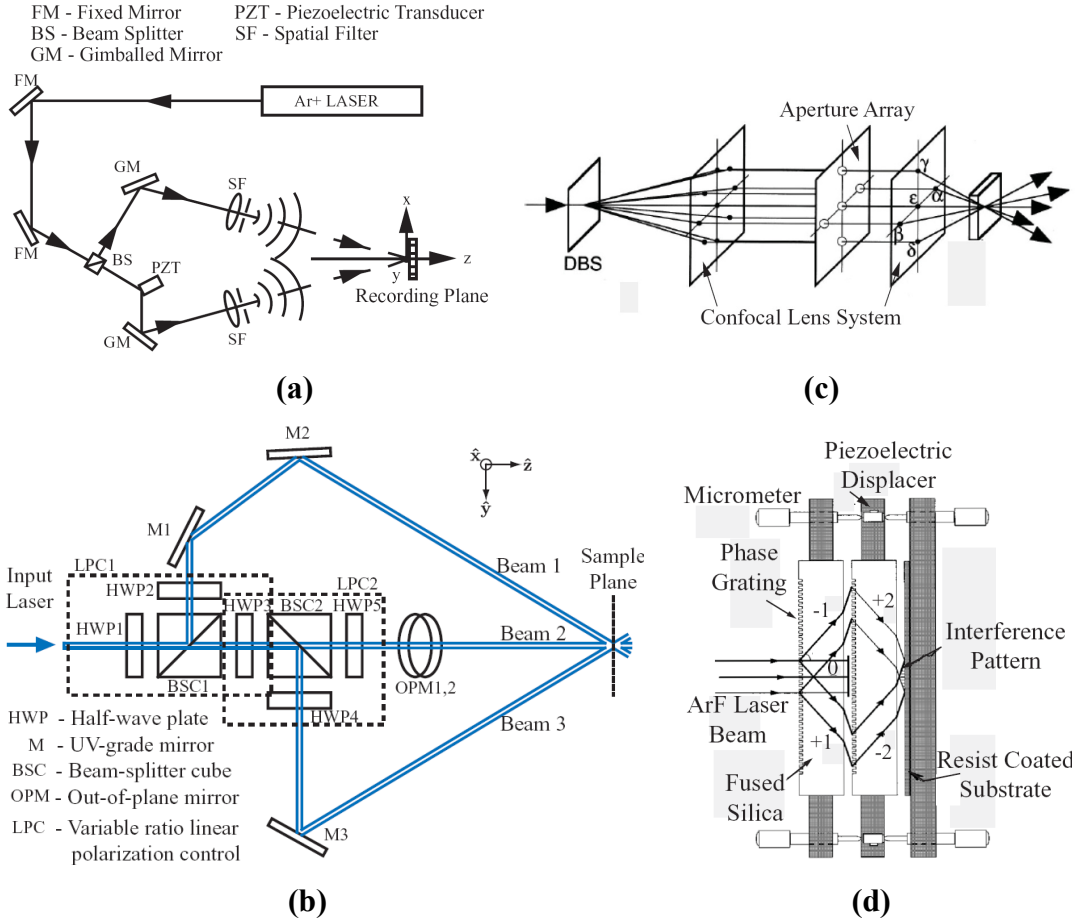 FM - Fixed Mirror
PZT - Piezoelectric Transducer
BS - Beam Splitter
SF - Spatial Filter
GM - Gimballed Mirror
FM
Ar+ LASER
GM
SF
x
FM
BS
PZT
y
z
Recording Plane
GM
SF
(a)
Aperture Array
γ
ε
α
β
δ
DBS
Confocal Lens System
(c)
M2
x̂
ẑ
ŷ
M1
Sample
Plane
Input
Laser
LPC1
HWP2
Beam 1
LPC2
HWP3
BSC2
HWP5
HWP1
Beam 2
BSC1
OPM1,2
HWP4
Beam 3
HWP - Half-wave plate
M - UV-grade mirror
BSC - Beam-splitter cube
OPM - Out-of-plane mirror
LPC - Variable ratio linear
polarization control
M3
(b)
Piezoelectric
Displacer
Micrometer
Phase
Grating
-1
+2
Interference
Pattern
0
ArF Laser
Beam
+1
-2
Fused
Silica
Resist Coated
Substrate
(d)